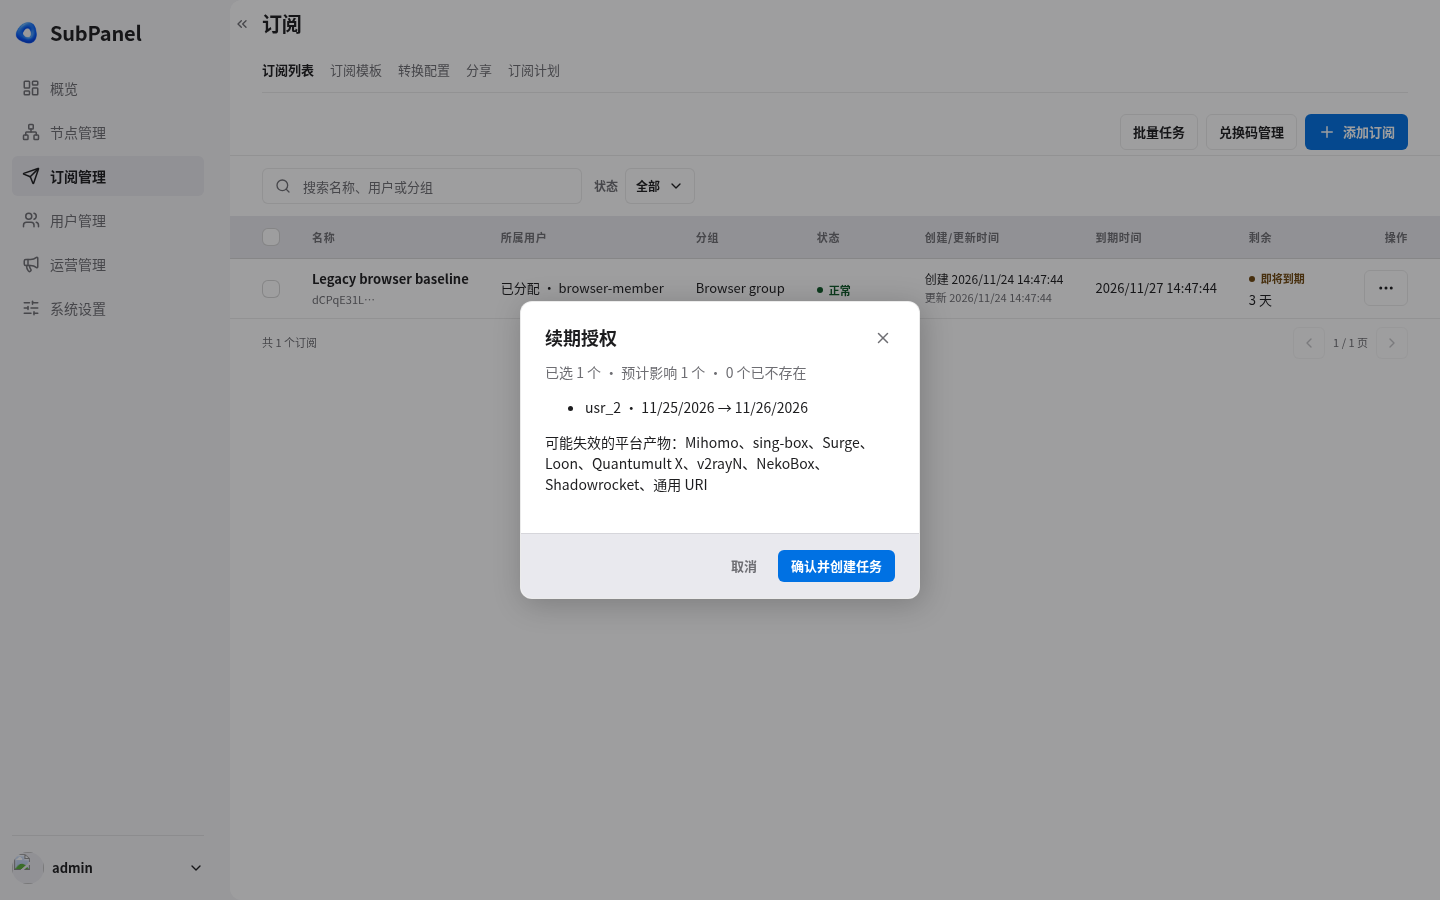 SubPanel
概览
节点管理
订阅管理
用户管理
运营管理
系统设置
admin
订阅
订阅列表 订阅模板 转换配置 分享 订阅计划
批量任务 兑换码管理 添加订阅
搜索名称、用户或分组 状态 全部
名称 所属用户 分组 状态 创建/更新时间 到期时间 剩余 操作
Legacy browser baseline
dCPqE31L…
已分配 · browser-member
Browser group
正常
创建 2026/11/24 14:47:44
更新 2026/11/24 14:47:44
2026/11/27 14:47:44
即将到期
3 天
共 1 个订阅
1 / 1 页
续期授权
已选 1 个 · 预计影响 1 个 · 0 个已不存在
• usr_2 · 11/25/2026 → 11/26/2026
可能失效的平台产物：Mihomo、sing-box、Surge、
Loon、Quantumult X、v2rayN、NekoBox、
Shadowrocket、通用 URI
取消 确认并创建任务